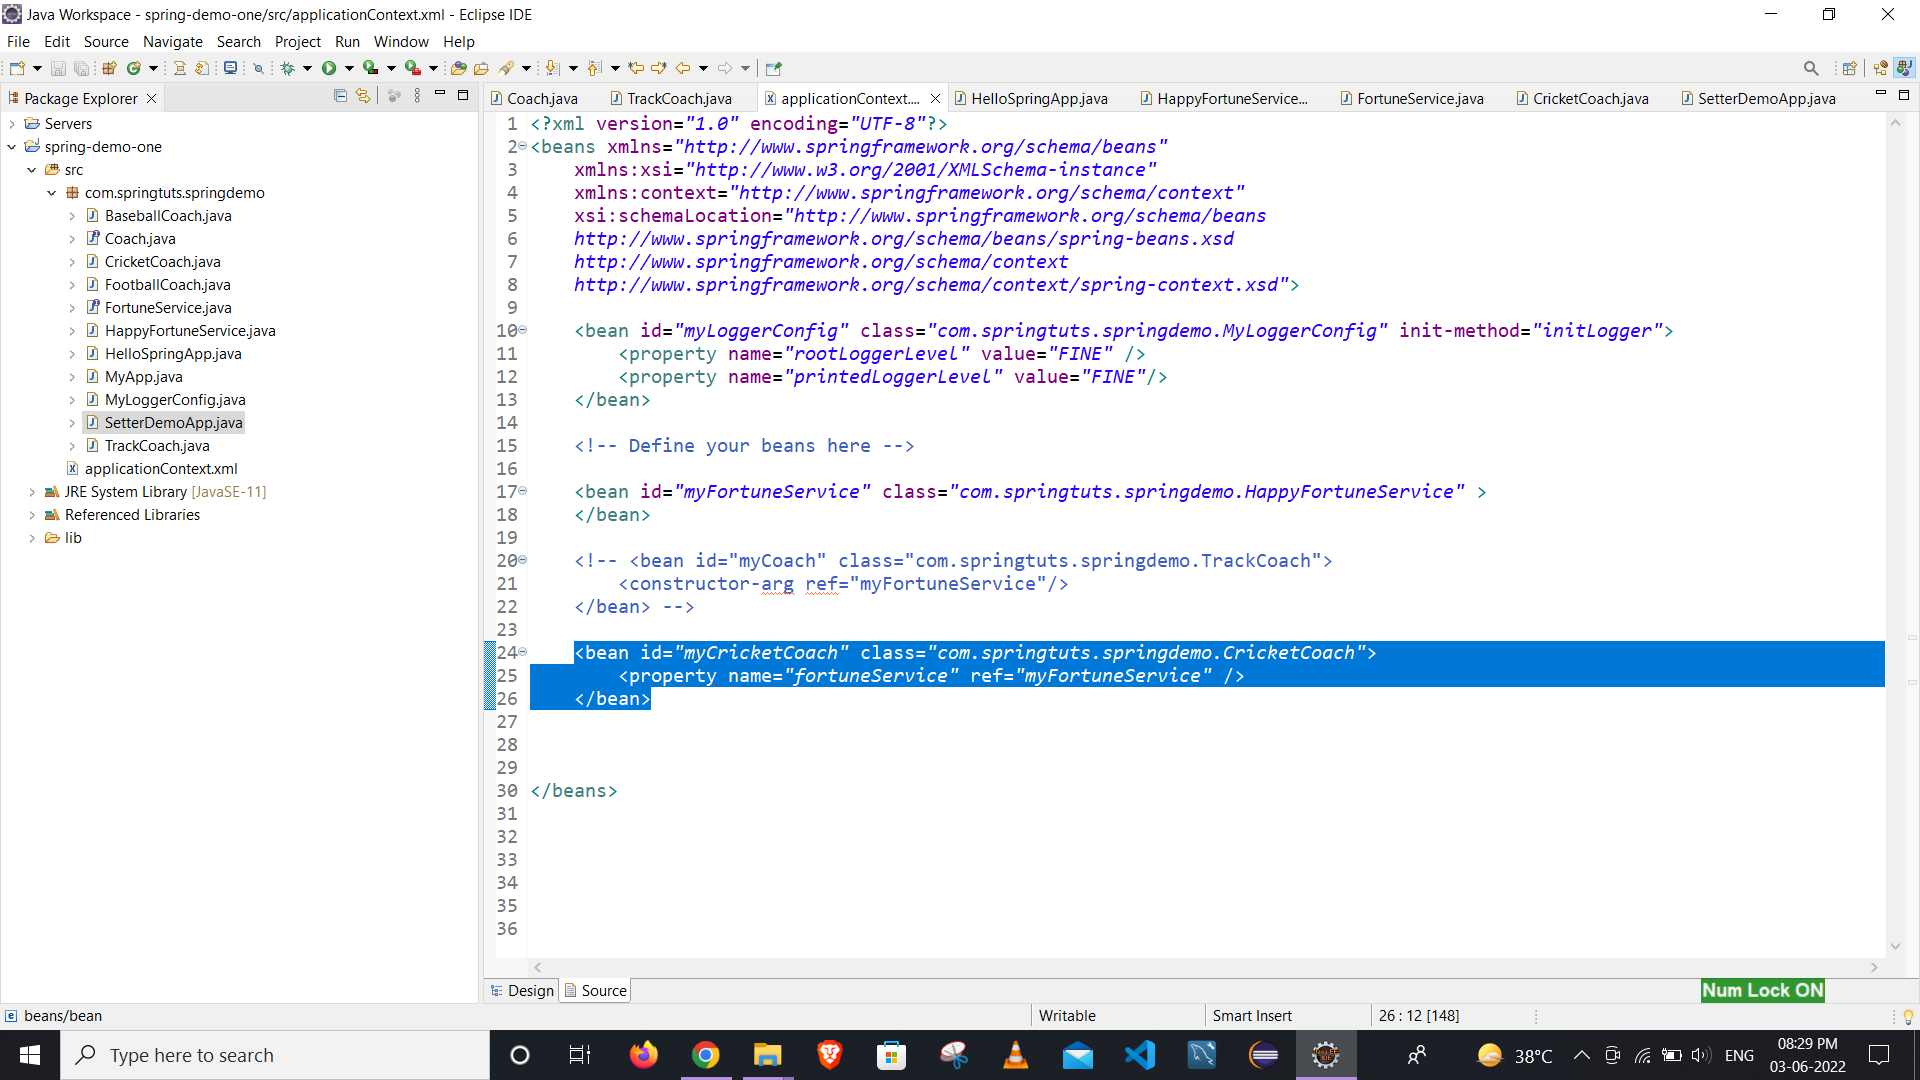 Java Workspace - spring-demo-one/src/applicationContext.xml - Eclipse IDE
File Edit Source Navigate Search Project Run Window Help
Package Explorer
Servers
spring-demo-one
src
com.springtuts.springdemo
BaseballCoach.java
Coach.java
CricketCoach.java
FootballCoach.java
FortuneService.java
HappyFortuneService.java
HelloSpringApp.java
MyApp.java
MyLoggerConfig.java
SetterDemoApp.java
TrackCoach.java
applicationContext.xml
JRE System Library [JavaSE-11]
Referenced Libraries
lib
Coach.java TrackCoach.java applicationContext.... HelloSpringApp.java HappyFortuneService... FortuneService.java CricketCoach.java SetterDemoApp.java
1 <?xml version="1.0" encoding="UTF-8"?>
2 <beans xmlns="http://www.springframework.org/schema/beans"
3 xmlns:xsi="http://www.w3.org/2001/XMLSchema-instance"
4 xmlns:context="http://www.springframework.org/schema/context"
5 xsi:schemaLocation="http://www.springframework.org/schema/beans
6 http://www.springframework.org/schema/beans/spring-beans.xsd
7 http://www.springframework.org/schema/context
8 http://www.springframework.org/schema/context/spring-context.xsd">
9
10 <bean id="myLoggerConfig" class="com.springtuts.springdemo.MyLoggerConfig" init-method="initLogger">
11 <property name="rootLoggerLevel" value="FINE" />
12 <property name="printedLoggerLevel" value="FINE"/>
13 </bean>
14
15 <!-- Define your beans here -->
16
17 <bean id="myFortuneService" class="com.springtuts.springdemo.HappyFortuneService" >
18 </bean>
19
20 <!-- <bean id="myCoach" class="com.springtuts.springdemo.TrackCoach">
21 <constructor-arg ref="myFortuneService"/>
22 </bean> -->
23
24 <bean id="myCricketCoach" class="com.springtuts.springdemo.CricketCoach">
25 <property name="fortuneService" ref="myFortuneService" />
26 </bean>
27
28
29
30 </beans>
31
32
33
34
35
36
Design Source
Num Lock ON
beans/bean Writable Smart Insert 26 : 12 [148]
Type here to search
38°C ENG
08:29 PM
03-06-2022